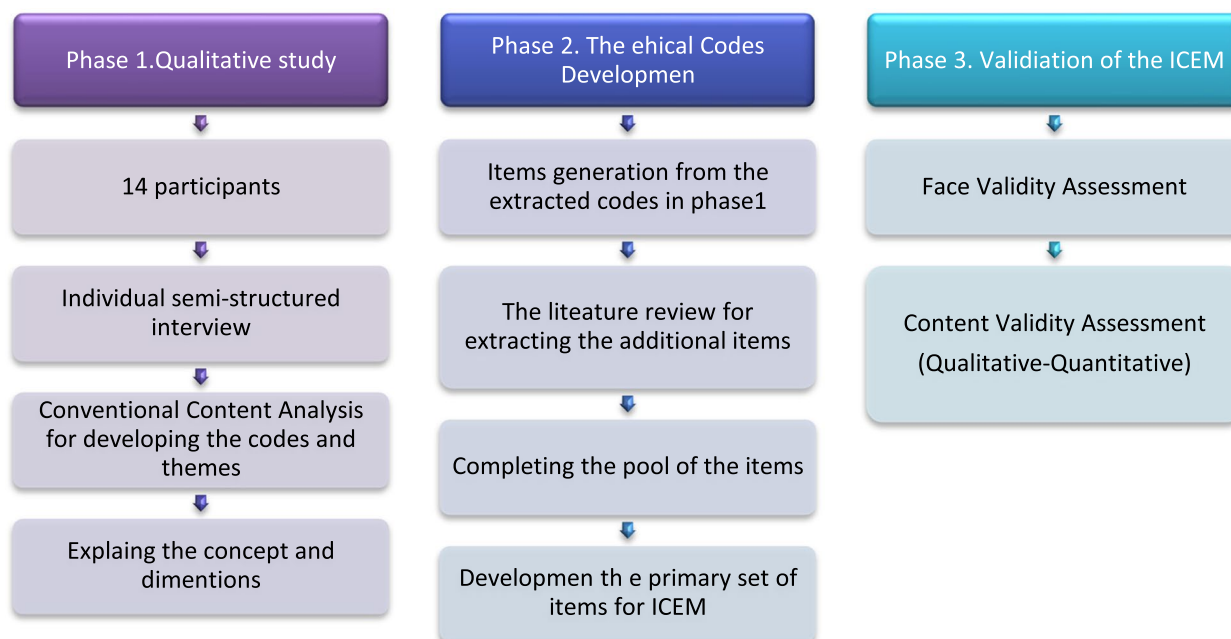 Phase 1.Qualitative study
14 participants
Individual semi-structured
interview
Conventional Content Analysis
for developing the codes and
themes
Explaing the concept and
dimentions
Phase 2. The ehical Codes
Developmen
Items generation from the
extracted codes in phase1
The liteature review for
extracting the additional items
Completing the pool of the items
Developmen th e primary set of
items for ICEM
Phase 3. Validiation of the ICEM
Face Validity Assessment
Content Validity Assessment
(Qualitative-Quantitative)